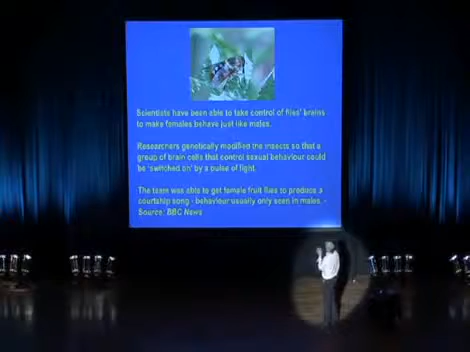 Scientists have been able to take control of flies' brains
to make females behave just like males.
Researchers genetically modified the insects so that a
group of brain cells that control sexual behaviour could
be 'switched on' by a pulse of light.
The team was able to get female fruit flies to produce a
courtship song - behaviour usually only seen in males. -
Source: BBC News